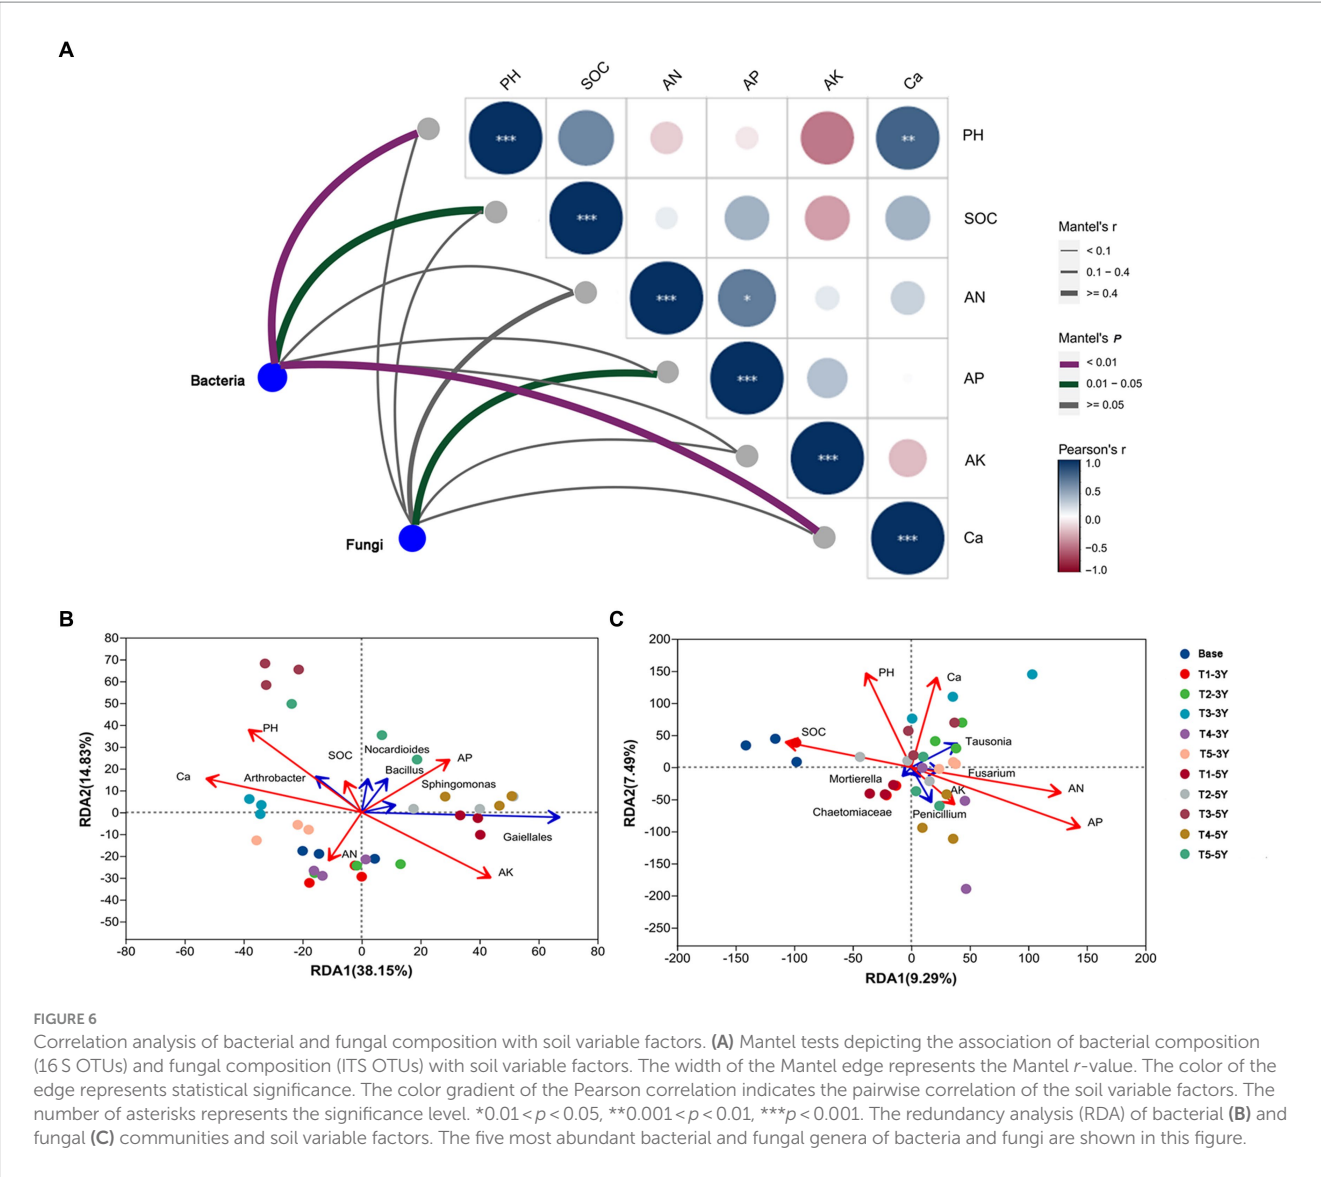 A
PH SOC AN AP AK Ca
*** ** PH
*** SOC
*** * AN
*** AP
*** AK
*** Ca
Bacteria
Fungi
Mantel's r
< 0.1
0.1 − 0.4
>= 0.4
Mantel's P
< 0.01
0.01 − 0.05
>= 0.05
Pearson's r
1.0
0.5
0.0
−0.5
−1.0
B
RDA2(14.83%)
80
70
60
50
40
30
20
10
0
-10
-20
-30
-40
-50
PH
SOC
Nocardioides
AP
Ca
Arthrobacter
Bacillus
Sphingomonas
Gaiellales
AN
AK
-80 -60 -40 -20 0 20 40 60 80
RDA1(38.15%)
C
RDA2(7.49%)
200
150
100
50
0
-50
-100
-150
-200
-250
PH
Ca
SOC
Tausonia
Mortierella
Fusarium
AK
AN
Chaetomiaceae
Penicillium
AP
-200 -150 -100 -50 0 50 100 150 200
RDA1(9.29%)
Base
T1-3Y
T2-3Y
T3-3Y
T4-3Y
T5-3Y
T1-5Y
T2-5Y
T3-5Y
T4-5Y
T5-5Y
FIGURE 6
Correlation analysis of bacterial and fungal composition with soil variable factors. (A) Mantel tests depicting the association of bacterial composition
(16 S OTUs) and fungal composition (ITS OTUs) with soil variable factors. The width of the Mantel edge represents the Mantel r-value. The color of the
edge represents statistical significance. The color gradient of the Pearson correlation indicates the pairwise correlation of the soil variable factors. The
number of asterisks represents the significance level. *0.01 < p < 0.05, **0.001 < p < 0.01, ***p < 0.001. The redundancy analysis (RDA) of bacterial (B) and
fungal (C) communities and soil variable factors. The five most abundant bacterial and fungal genera of bacteria and fungi are shown in this figure.